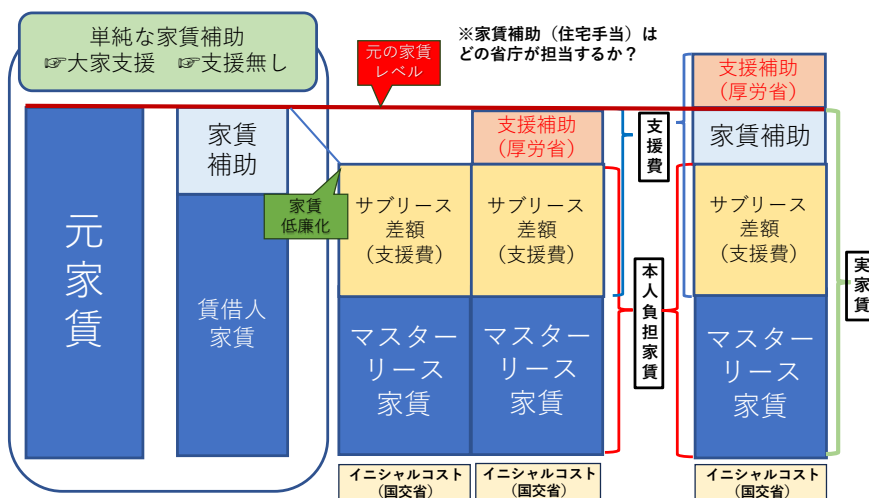 単純な家賃補助
☞大家支援 ☞支援無し
元の家賃
レベル
※家賃補助（住宅手当）は
どの省庁が担当するか？
元家賃
家賃
補助
賃借人
家賃
家賃
低廉化
サブリース
差額
(支援費)
マスター
リース
家賃
イニシャルコスト
(国交省)
支援補助
(厚労省)
サブリース
差額
(支援費)
マスター
リース
家賃
イニシャルコスト
(国交省)
支援費
本人負担家賃
支援補助
(厚労省)
家賃補助
サブリース
差額
(支援費)
マスター
リース
家賃
イニシャルコスト
(国交省)
実家賃